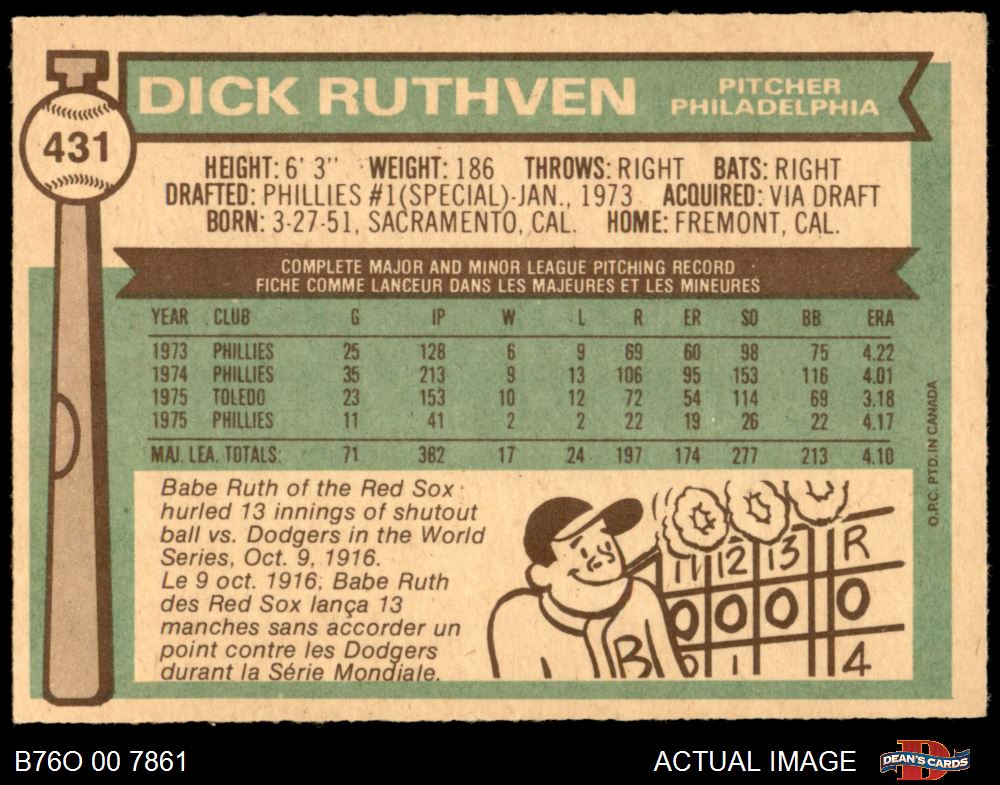 DICK RUTHVEN
PITCHER
PHILADELPHIA
431
HEIGHT: 6' 3" WEIGHT: 186 THROWS: RIGHT BATS: RIGHT
DRAFTED: PHILLIES #1(SPECIAL)-JAN., 1973 ACQUIRED: VIA DRAFT
BORN: 3-27-51, SACRAMENTO, CAL. HOME: FREMONT, CAL.
COMPLETE MAJOR AND MINOR LEAGUE PITCHING RECORD
FICHE COMME LANCEUR DANS LES MAJEURES ET LES MINEURES
YEAR CLUB G IP W L R ER SO BB ERA
1973 PHILLIES 25 128 6 9 69 60 98 75 4.22
1974 PHILLIES 35 213 9 13 106 95 153 116 4.01
1975 TOLEDO 23 153 10 12 72 54 114 69 3.18
1975 PHILLIES 11 41 2 2 22 19 26 22 4.17
MAJ. LEA. TOTALS: 71 382 17 24 197 174 277 213 4.10
O.P.C. PTD. IN CANADA
Babe Ruth of the Red Sox
hurled 13 innings of shutout
ball vs. Dodgers in the World
Series, Oct. 9, 1916.
Le 9 oct. 1916, Babe Ruth
des Red Sox lança 13
manches sans accorder un
point contre les Dodgers
durant la Série Mondiale.
11 12 13 R
0 0 0 0
0 1 4
B
B76O 00 7861
ACTUAL IMAGE
D
DEAN'S CARDS